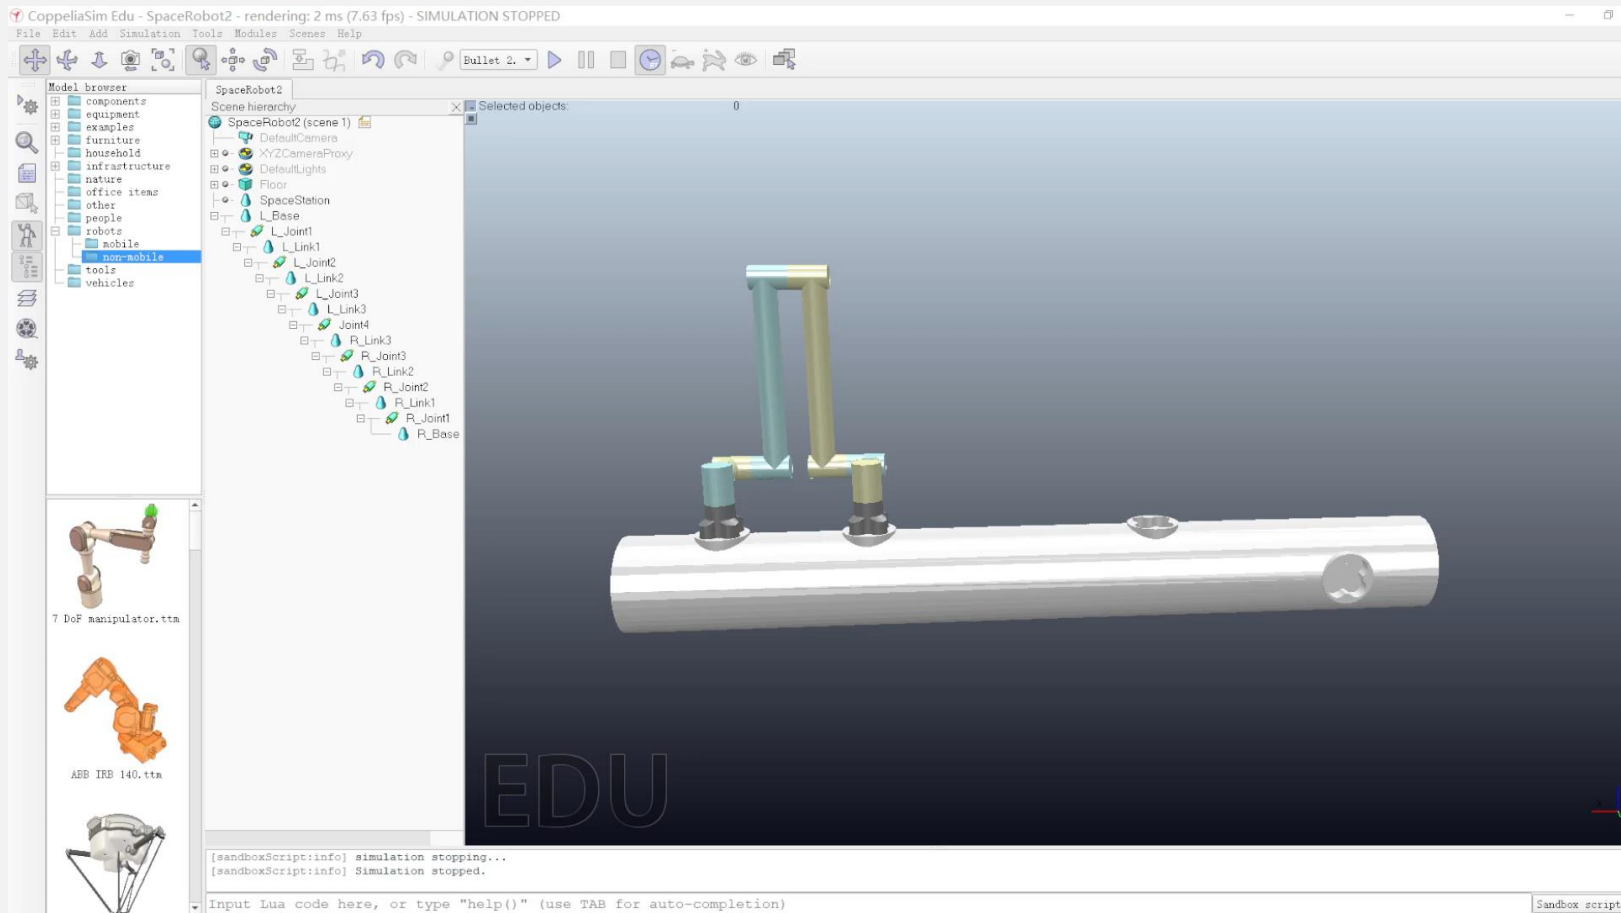 CoppeliaSim Edu - SpaceRobot2 - rendering: 2 ms (7.63 fps) - SIMULATION STOPPED
File Edit Add Simulation Tools Modules Scenes Help
Bullet 2.
Model browser
components
equipment
examples
furniture
household
infrastructure
nature
office items
other
people
robots
mobile
non-mobile
tools
vehicles
7 DoF manipulator.ttm
ABB IRB 140.ttm
SpaceRobot2
Scene hierarchy
SpaceRobot2 (scene 1)
DefaultCamera
XYZCameraProxy
DefaultLights
Floor
SpaceStation
L_Base
L_Joint1
L_Link1
L_Joint2
L_Link2
L_Joint3
L_Link3
Joint4
R_Link3
R_Joint3
R_Link2
R_Joint2
R_Link1
R_Joint1
R_Base
Selected objects: 0
EDU
[sandboxScript:info] simulation stopping...
[sandboxScript:info] Simulation stopped.
Input Lua code here, or type "help()" (use TAB for auto-completion)
Sandbox script